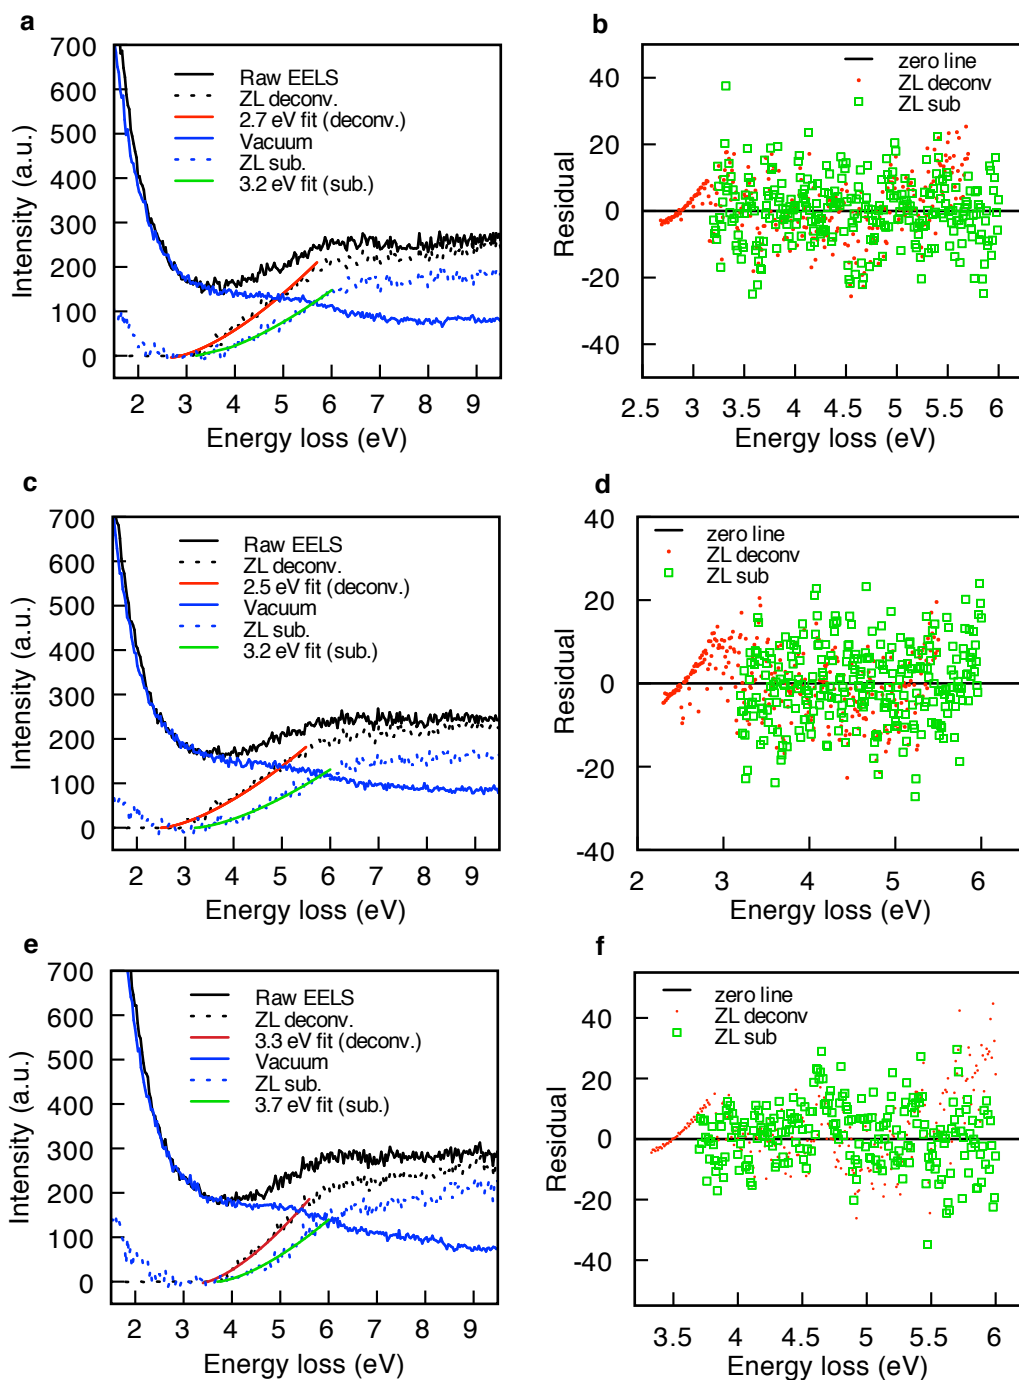 a
700
600
500
400
300
200
100
0
Intensity (a.u.)
Raw EELS
ZL deconv.
2.7 eV fit (deconv.)
Vacuum
ZL sub.
3.2 eV fit (sub.)
2 3 4 5 6 7 8 9
Energy loss (eV)
b
40
20
0
-20
-40
Residual
zero line
ZL deconv
ZL sub
2.5 3 3.5 4 4.5 5 5.5 6
Energy loss (eV)
c
700
600
500
400
300
200
100
0
Intensity (a.u.)
Raw EELS
ZL deconv.
2.5 eV fit (deconv.)
Vacuum
ZL sub.
3.2 eV fit (sub.)
2 3 4 5 6 7 8 9
Energy loss (eV)
d
40
20
0
-20
-40
Residual
zero line
ZL deconv
ZL sub
2 3 4 5 6
Energy loss (eV)
e
700
600
500
400
300
200
100
0
Intensity (a.u.)
Raw EELS
ZL deconv.
3.3 eV fit (deconv.)
Vacuum
ZL sub.
3.7 eV fit (sub.)
2 3 4 5 6 7 8 9
Energy loss (eV)
f
40
20
0
-20
-40
Residual
zero line
ZL deconv
ZL sub
3.5 4 4.5 5 5.5 6
Energy loss (eV)